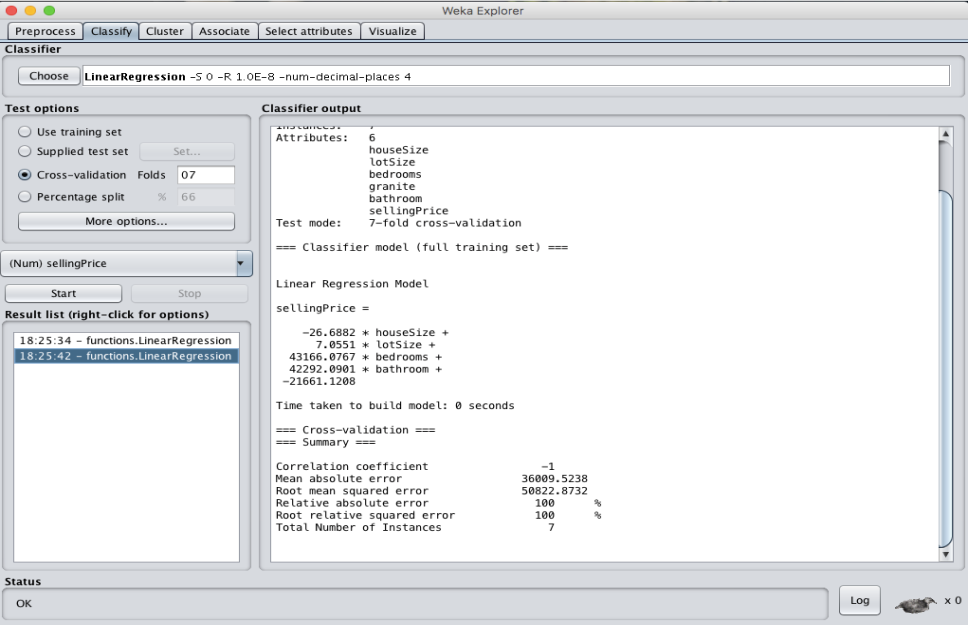 Weka Explorer
Preprocess Classify Cluster Associate Select attributes Visualize
Classifier
Choose LinearRegression -S 0 -R 1.0E-8 -num-decimal-places 4
Test options
Use training set
Supplied test set Set...
Cross-validation Folds 07
Percentage split % 66
More options...
(Num) sellingPrice
Start Stop
Result list (right-click for options)
18:25:34 - functions.LinearRegression
18:25:42 - functions.LinearRegression
Classifier output
Instances: 7
Attributes: 6
houseSize
lotSize
bedrooms
granite
bathroom
sellingPrice
Test mode: 7-fold cross-validation
=== Classifier model (full training set) ===
Linear Regression Model
sellingPrice =
-26.6882 * houseSize +
7.0551 * lotSize +
43166.0767 * bedrooms +
42292.0901 * bathroom +
-21661.1208
Time taken to build model: 0 seconds
=== Cross-validation ===
=== Summary ===
Correlation coefficient -1
Mean absolute error 36009.5238
Root mean squared error 50822.8732
Relative absolute error 100 %
Root relative squared error 100 %
Total Number of Instances 7
Status
OK
Log x 0